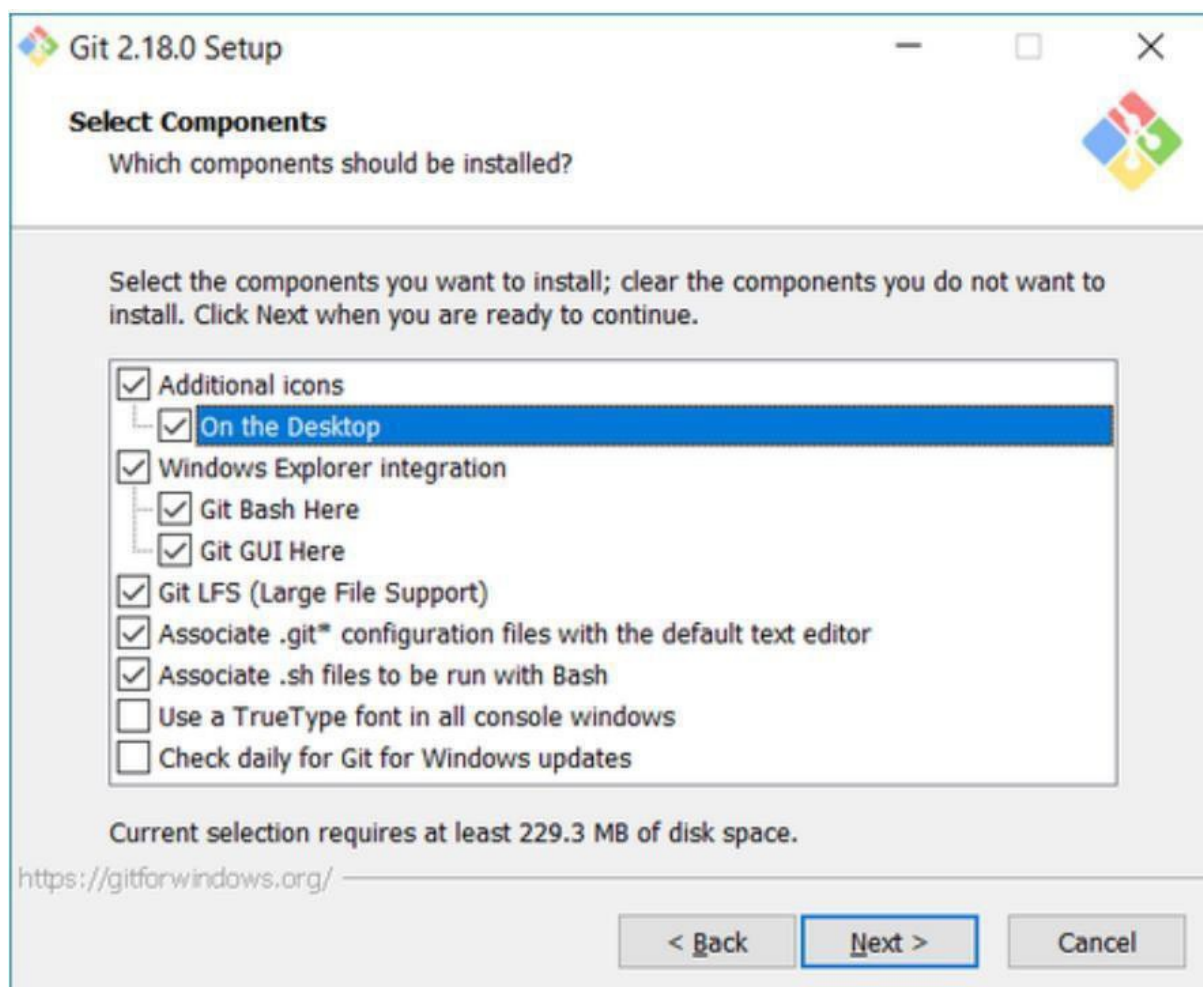 Git 2.18.0 Setup
Select Components
Which components should be installed?
Select the components you want to install; clear the components you do not want to
install. Click Next when you are ready to continue.
Additional icons
On the Desktop
Windows Explorer integration
Git Bash Here
Git GUI Here
Git LFS (Large File Support)
Associate .git* configuration files with the default text editor
Associate .sh files to be run with Bash
Use a TrueType font in all console windows
Check daily for Git for Windows updates
Current selection requires at least 229.3 MB of disk space.
https://gitforwindows.org/
< Back Next > Cancel